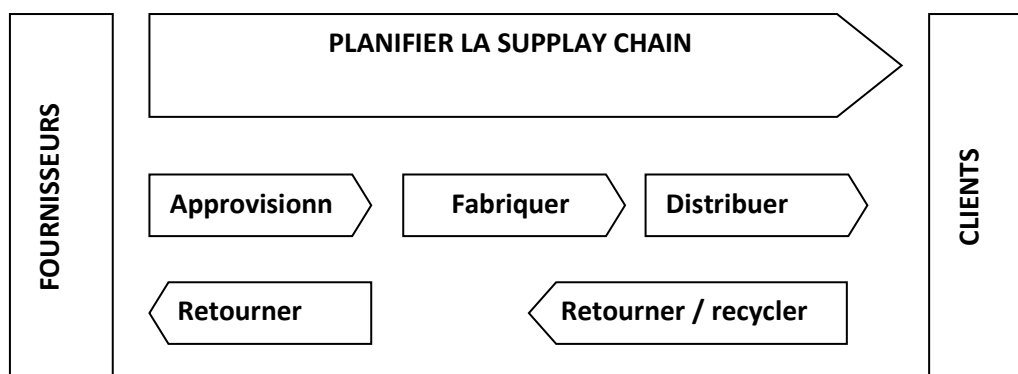 PLANIFIER LA SUPPLAY CHAIN
FOURNISSEURS
CLIENTS
Approvisionn
Fabriquer
Distribuer
Retourner
Retourner / recycler